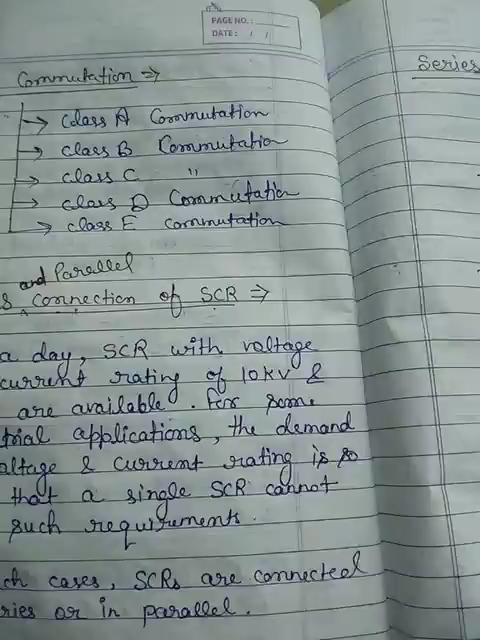 PAGE NO.:
DATE: / /
Commutation ⇒
→ Class A Commutation
→ Class B Commutation
→ Class C "
→ Class D Commutation
→ Class E Commutation
and Parallel
s Connection of SCR ⇒
a day, SCR with voltage
current rating of 10 KV &
are available. For some
trial applications, the demand
oltage & current rating is so
that a single SCR cannot
such requirements.
ch cases, SCRs are connected
ries or in parallel.
Series